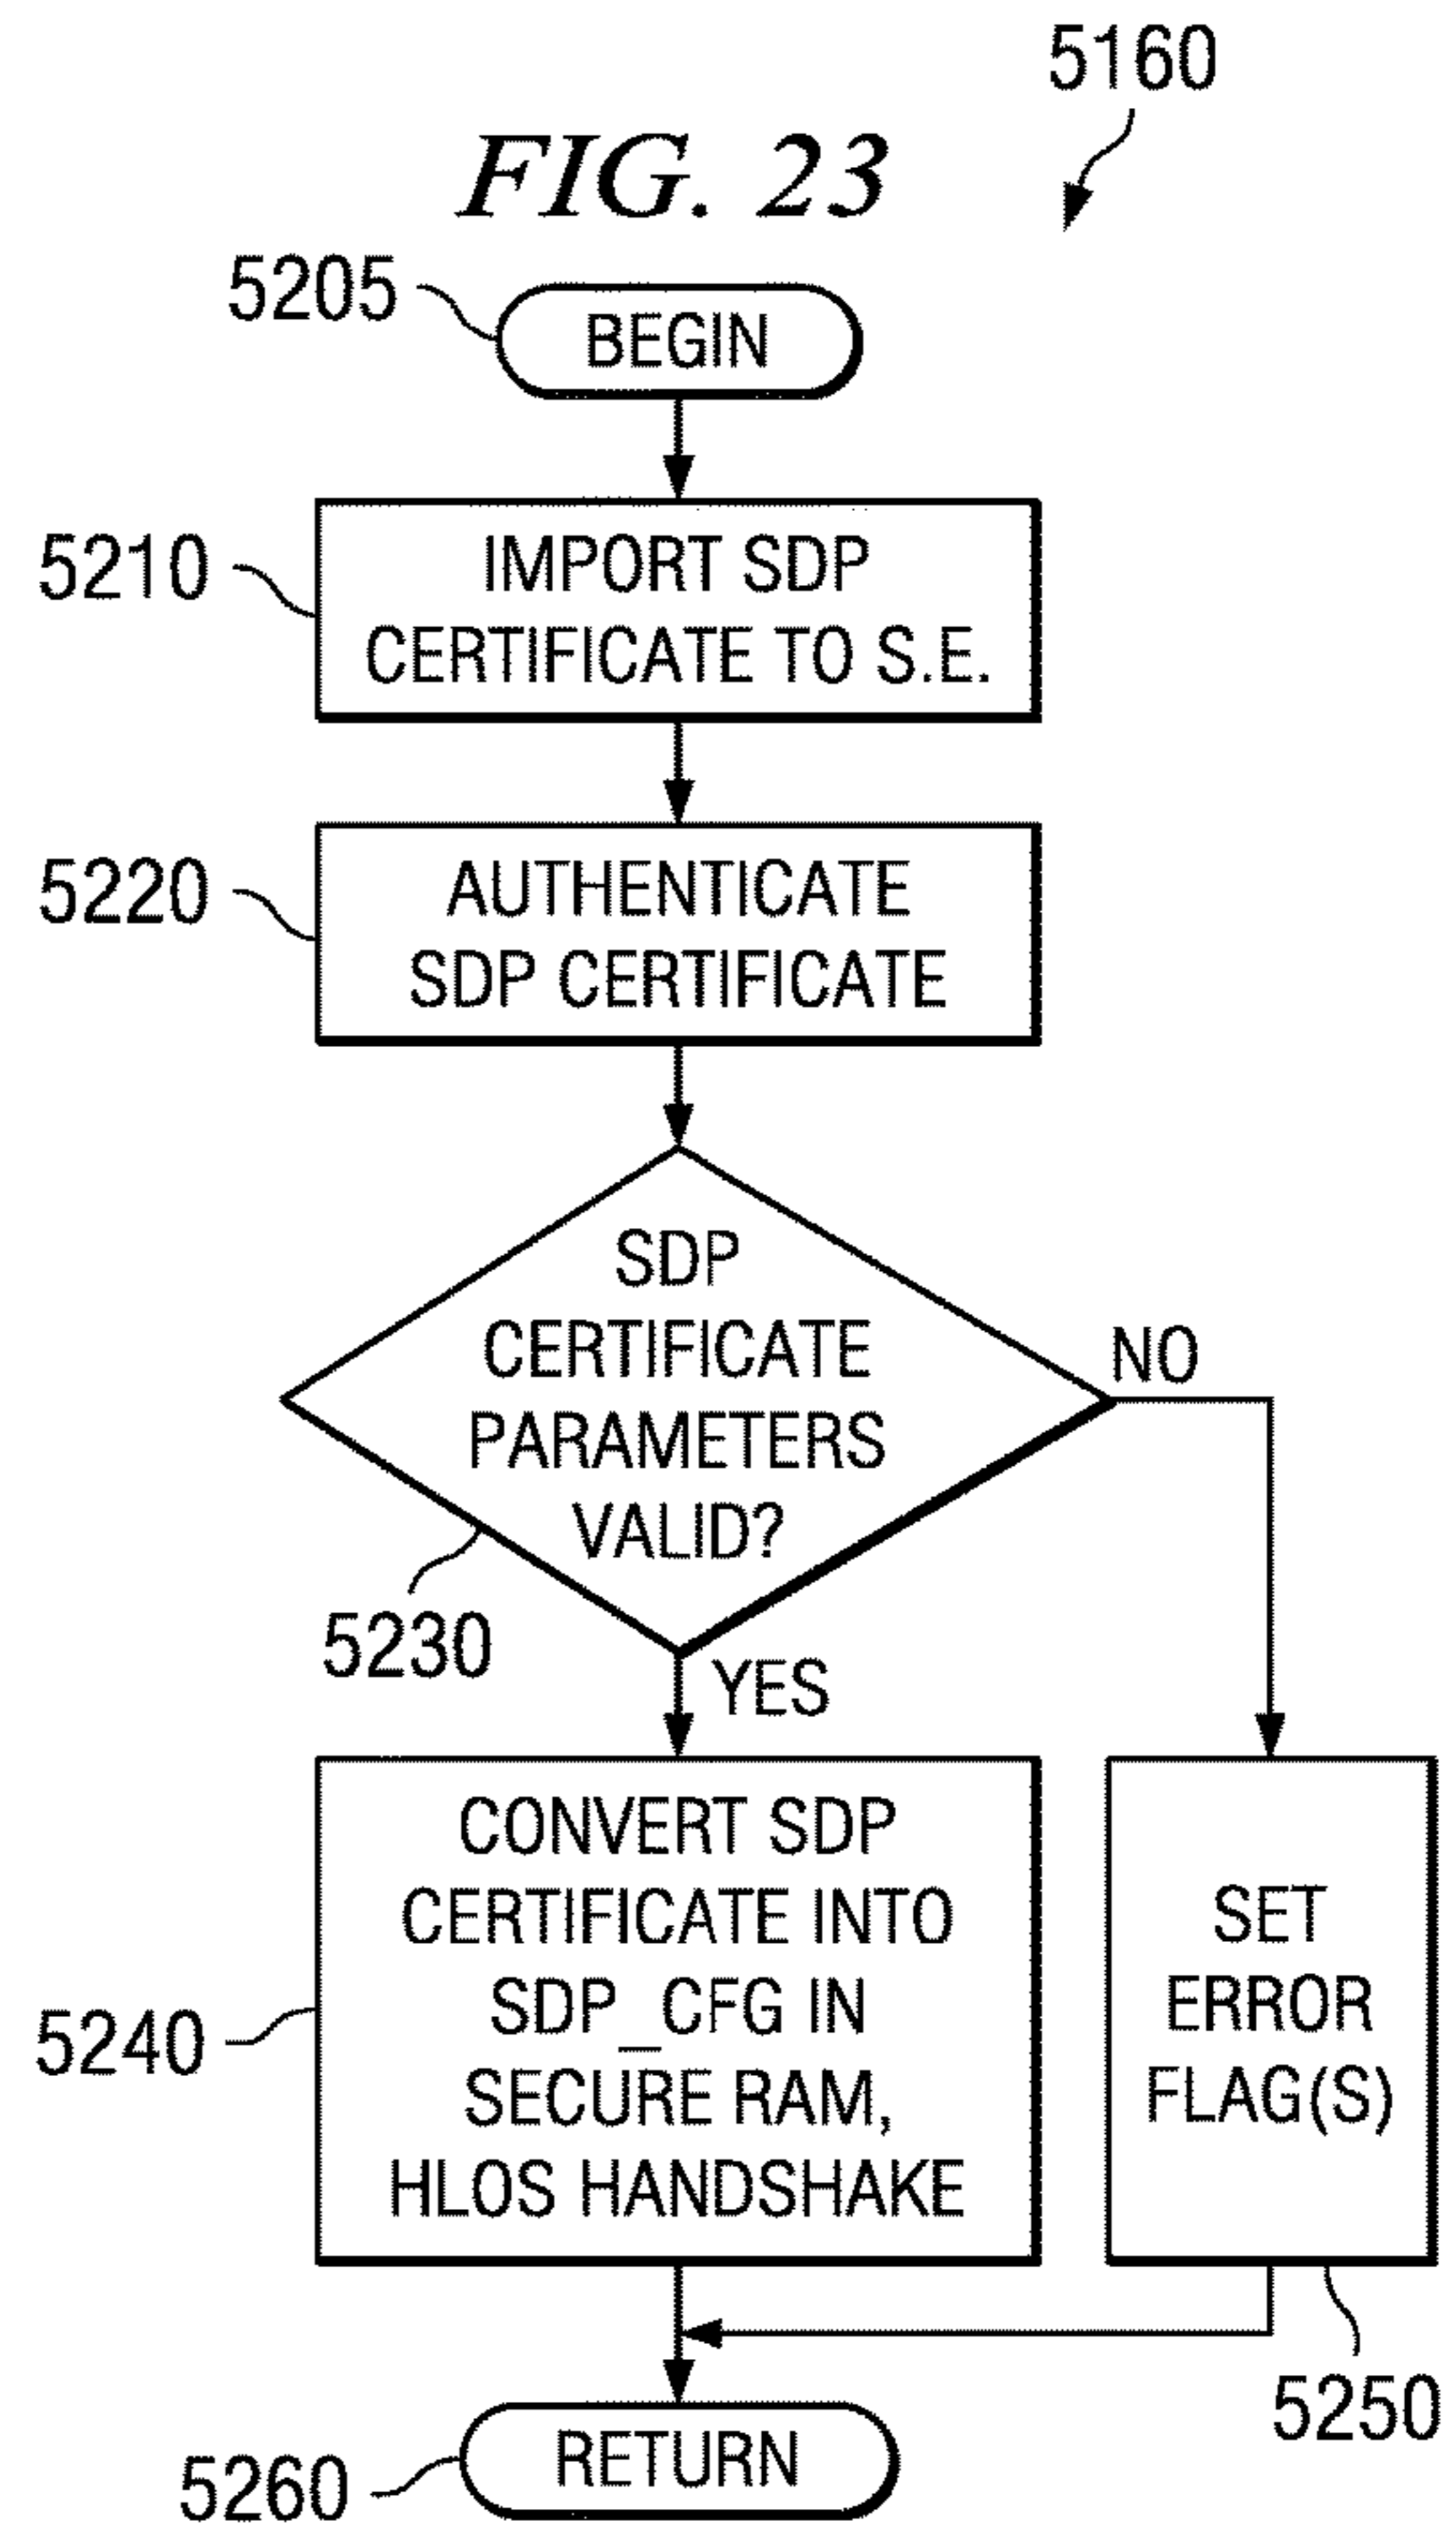 5160
FIG. 23
5205
BEGIN
5210
IMPORT SDP
CERTIFICATE TO S.E.
5220
AUTHENTICATE
SDP CERTIFICATE
SDP
CERTIFICATE
PARAMETERS
VALID?
NO
5230
YES
5240
CONVERT SDP
CERTIFICATE INTO
SDP_CFG IN
SECURE RAM,
HLOS HANDSHAKE
SET
ERROR
FLAG(S)
5250
5260
RETURN